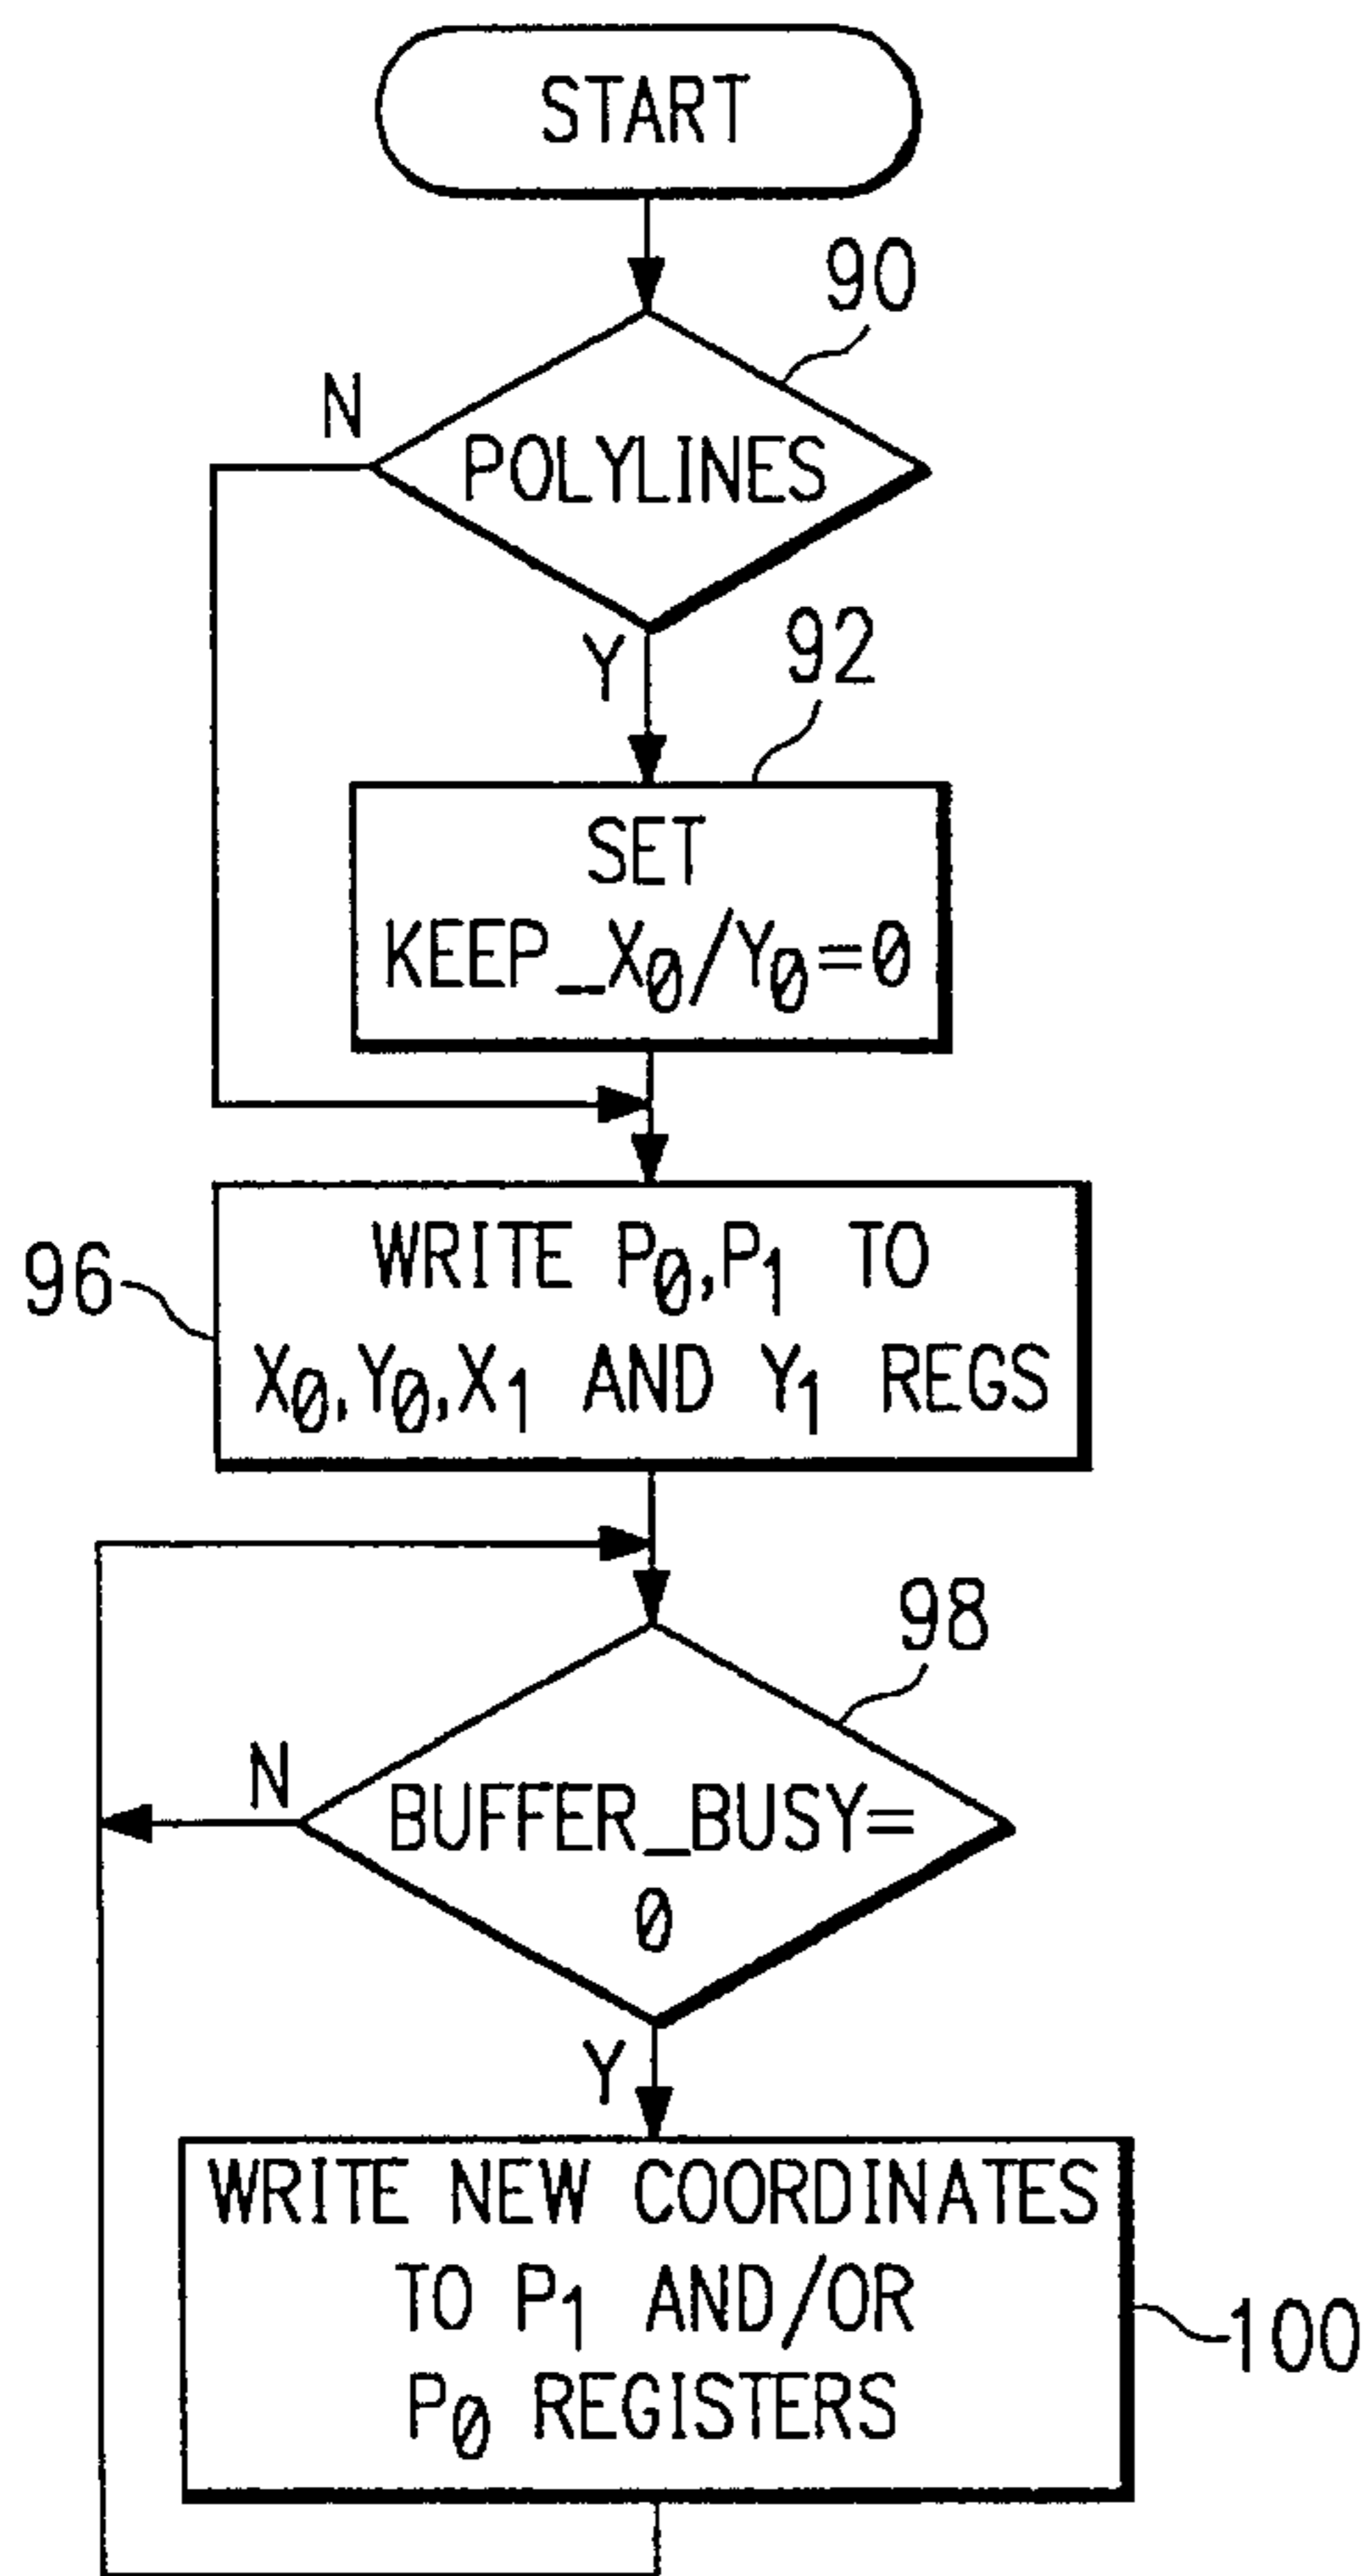 START
90
N
POLYLINES
Y
92
SET
KEEP_X₀/Y₀=0
96
WRITE P₀,P₁ TO
X₀,Y₀,X₁ AND Y₁ REGS
98
N
BUFFER_BUSY=
0
Y
WRITE NEW COORDINATES
TO P₁ AND/OR
P₀ REGISTERS
100